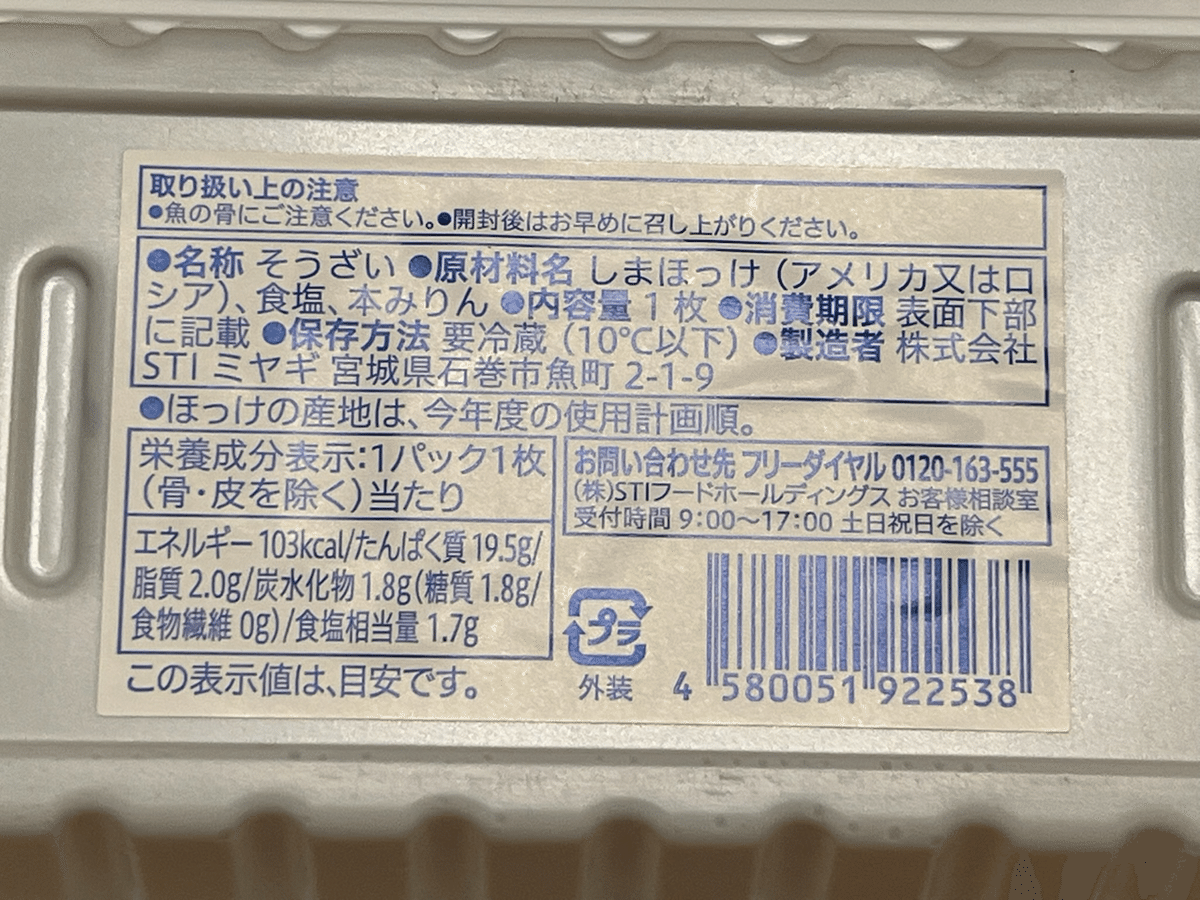 取り扱い上の注意
●魚の骨にご注意ください。●開封後はお早めに召し上がりください。
●名称 そうざい ●原材料名 しまほっけ（アメリカ又はロ
シア）、食塩、本みりん ●内容量 1 枚 ●消費期限 表面下部
に記載 ●保存方法 要冷蔵（10℃以下）●製造者 株式会社
STI ミヤギ 宮城県石巻市魚町 2-1-9
●ほっけの産地は、今年度の使用計画順。
栄養成分表示:1パック1枚
（骨・皮を除く）当たり
エネルギー 103kcal/たんぱく質 19.5g/
脂質 2.0g/炭水化物 1.8g(糖質 1.8g/
食物繊維 0g)/食塩相当量 1.7g
この表示値は、目安です。
お問い合わせ先 フリーダイヤル 0120-163-555
(株)STIフードホールディングス お客様相談室
受付時間 9:00～17:00 土日祝日を除く
プラ
外装
4 580051 922538